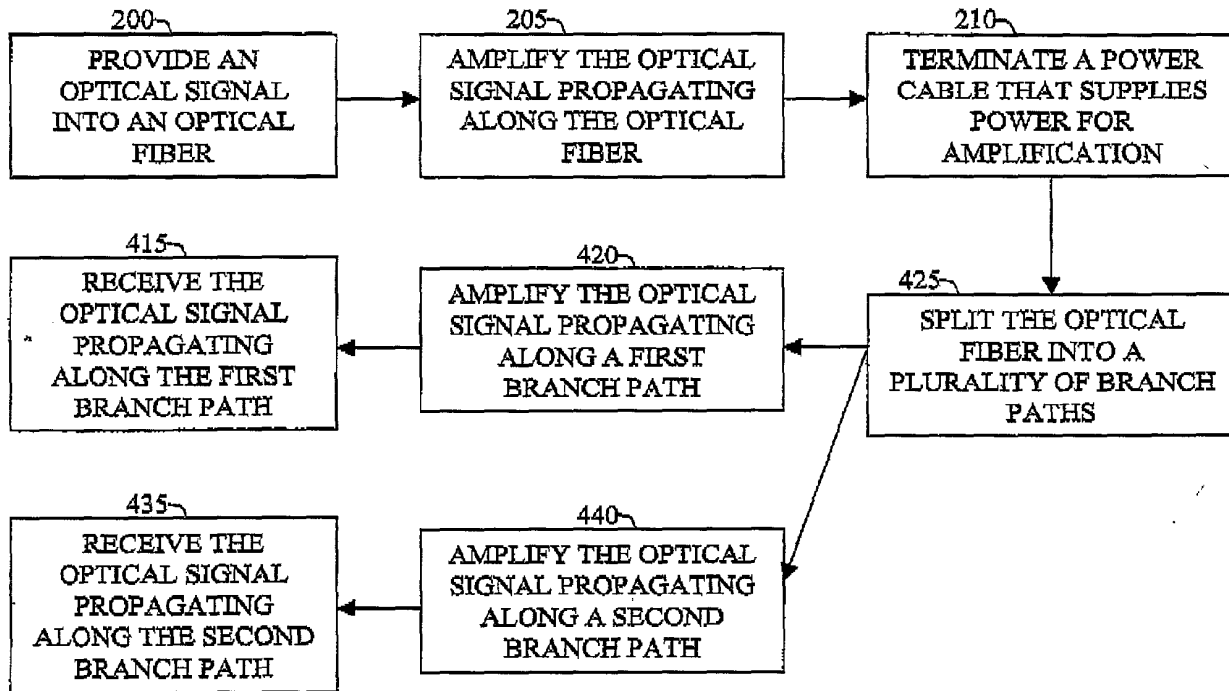 200
PROVIDE AN
OPTICAL SIGNAL
INTO AN OPTICAL
FIBER
205
AMPLIFY THE OPTICAL
SIGNAL PROPAGATING
ALONG THE OPTICAL
FIBER
210
TERMINATE A POWER
CABLE THAT SUPPLIES
POWER FOR
AMPLIFICATION
415
RECEIVE THE
OPTICAL SIGNAL
PROPAGATING
ALONG THE FIRST
BRANCH PATH
420
AMPLIFY THE OPTICAL
SIGNAL PROPAGATING
ALONG A FIRST
BRANCH PATH
425
SPLIT THE OPTICAL
FIBER INTO A
PLURALITY OF BRANCH
PATHS
435
RECEIVE THE
OPTICAL SIGNAL
PROPAGATING
ALONG THE SECOND
BRANCH PATH
440
AMPLIFY THE OPTICAL
SIGNAL PROPAGATING
ALONG A SECOND
BRANCH PATH